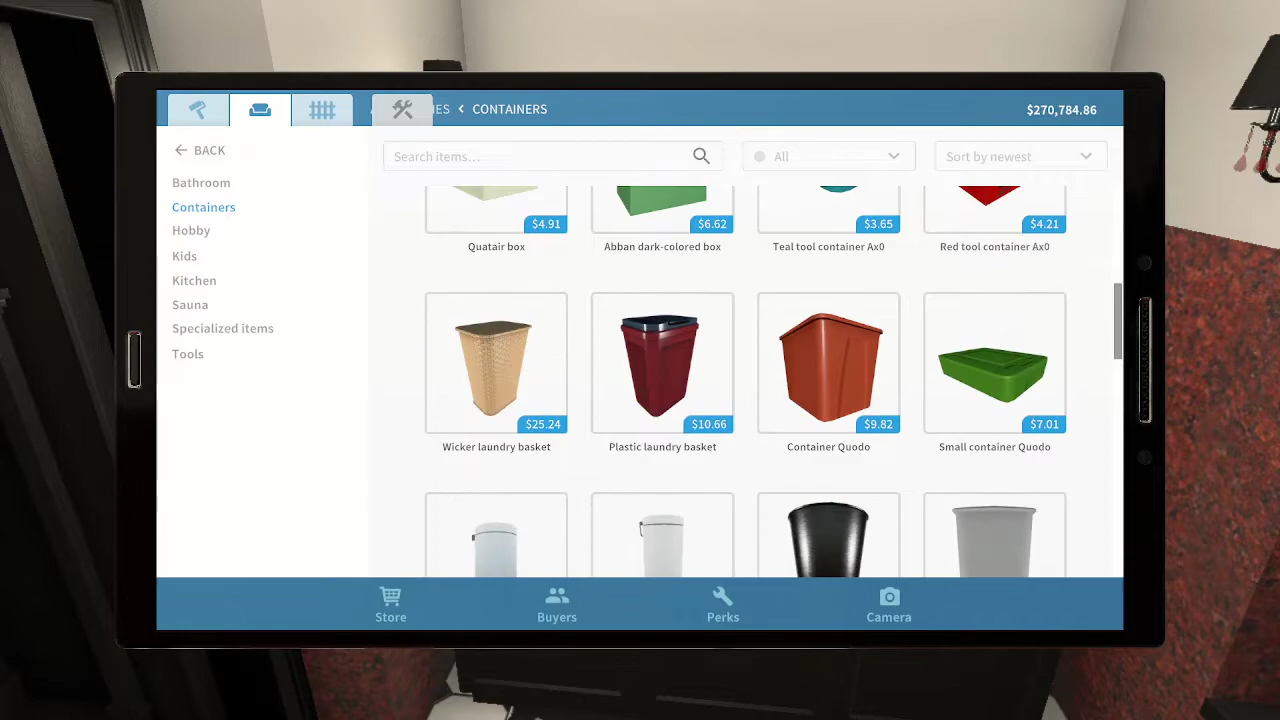 ES < CONTAINERS
$270,784.86
BACK
Search items...
All
Sort by newest
Bathroom
Containers
Hobby
Kids
Kitchen
Sauna
Specialized items
Tools
$4.91
$6.62
$3.65
$4.21
Quatair box
Abban dark-colored box
Teal tool container Ax0
Red tool container Ax0
$25.24
$10.66
$9.82
$7.01
Wicker laundry basket
Plastic laundry basket
Container Quodo
Small container Quodo
Store
Buyers
Perks
Camera